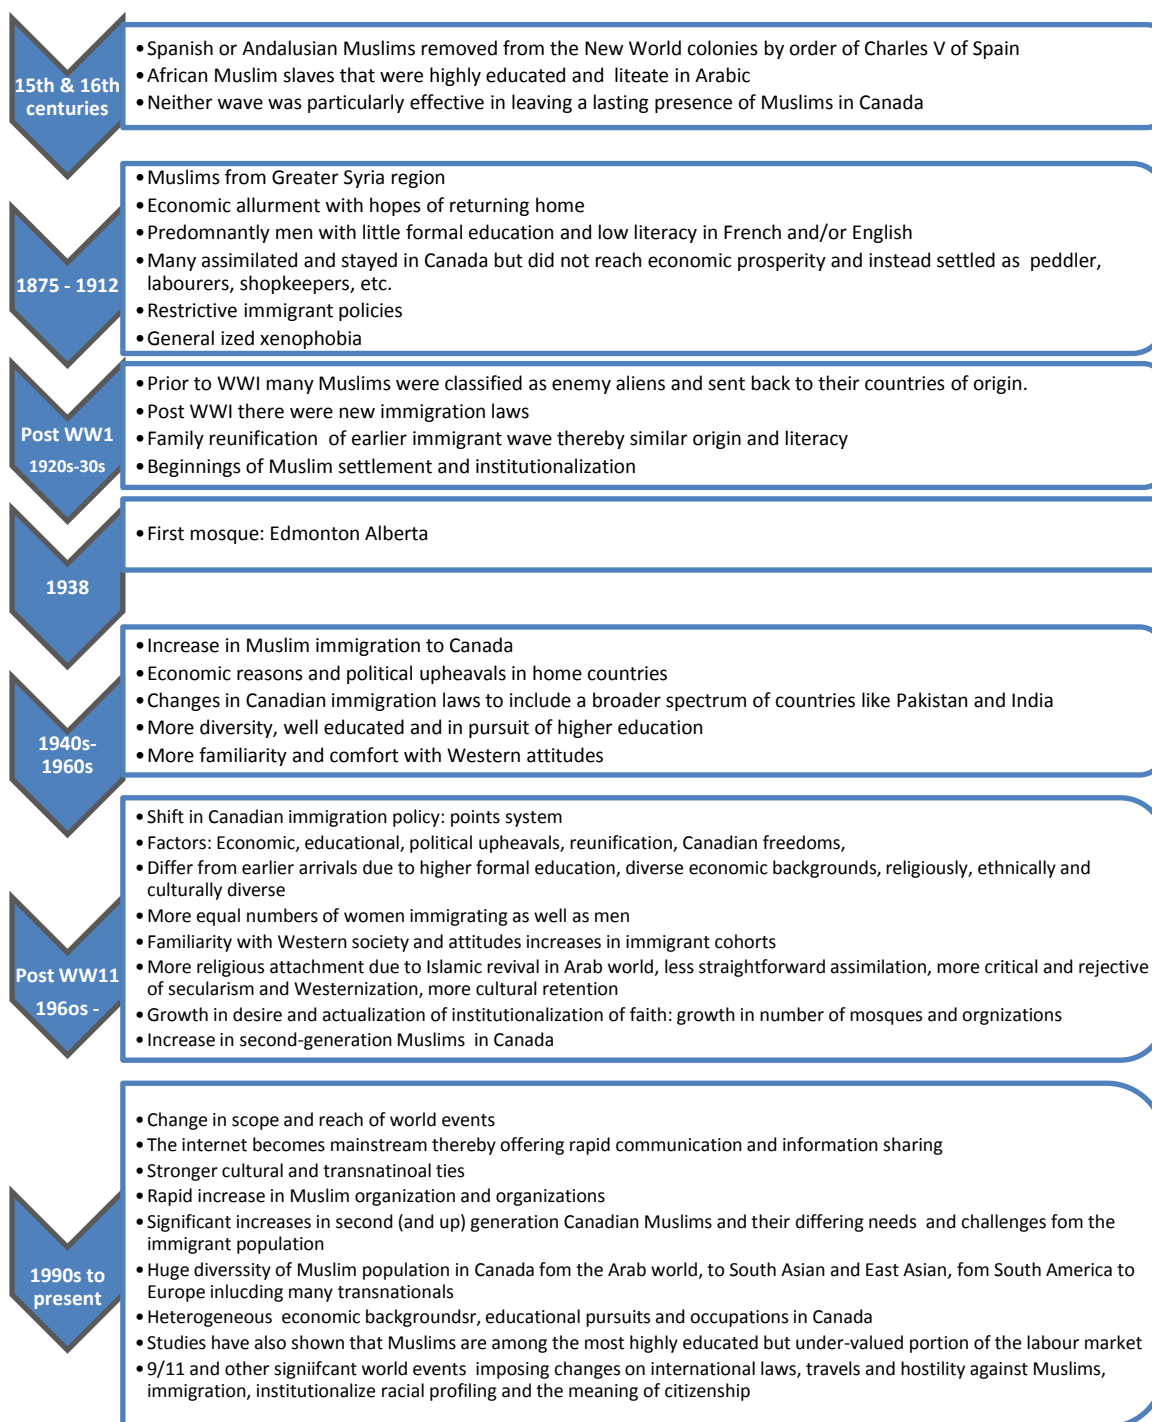 15th & 16th
centuries
•Spanish or Andalusian Muslims removed from the New World colonies by order of Charles V of Spain
•African Muslim slaves that were highly educated and liteate in Arabic
•Neither wave was particularly effective in leaving a lasting presence of Muslims in Canada
1875 - 1912
•Muslims from Greater Syria region
•Economic allurment with hopes of returning home
•Predomnantly men with little formal education and low literacy in French and/or English
•Many assimilated and stayed in Canada but did not reach economic prosperity and instead settled as peddler,
labourers, shopkeepers, etc.
•Restrictive immigrant policies
•General ized xenophobia
Post WW1
1920s-30s
•Prior to WWI many Muslims were classified as enemy aliens and sent back to their countries of origin.
•Post WWI there were new immigration laws
•Family reunification of earlier immigrant wave thereby similar origin and literacy
•Beginnings of Muslim settlement and institutionalization
1938
•First mosque: Edmonton Alberta
1940s-
1960s
•Increase in Muslim immigration to Canada
•Economic reasons and political upheavals in home countries
•Changes in Canadian immigration laws to include a broader spectrum of countries like Pakistan and India
•More diversity, well educated and in pursuit of higher education
•More familiarity and comfort with Western attitudes
Post WW11
196os -
•Shift in Canadian immigration policy: points system
•Factors: Economic, educational, political upheavals, reunification, Canadian freedoms,
•Differ from earlier arrivals due to higher formal education, diverse economic backgrounds, religiously, ethnically and
culturally diverse
•More equal numbers of women immigrating as well as men
•Familiarity with Western society and attitudes increases in immigrant cohorts
•More religious attachment due to Islamic revival in Arab world, less straightforward assimilation, more critical and rejective
of secularism and Westernization, more cultural retention
•Growth in desire and actualization of institutionalization of faith: growth in number of mosques and orgnizations
•Increase in second-generation Muslims in Canada
1990s to
present
•Change in scope and reach of world events
•The internet becomes mainstream thereby offering rapid communication and information sharing
•Stronger cultural and transnatinoal ties
•Rapid increase in Muslim organization and organizations
•Significant increases in second (and up) generation Canadian Muslims and their differing needs and challenges fom the
immigrant population
•Huge diverssity of Muslim population in Canada fom the Arab world, to South Asian and East Asian, fom South America to
Europe inlucding many transnationals
•Heterogeneous economic backgroundsr, educational pursuits and occupations in Canada
•Studies have also shown that Muslims are among the most highly educated but under-valued portion of the labour market
•9/11 and other signiifcant world events imposing changes on international laws, travels and hostility against Muslims,
immigration, institutionalize racial profiling and the meaning of citizenship